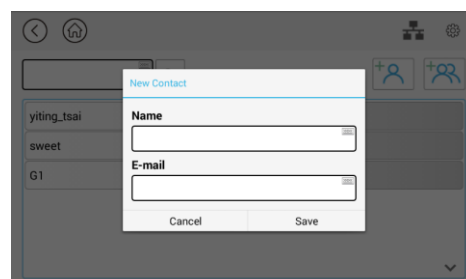 New Contact
yiting_tsai
Name
sweet
E-mail
G1
Cancel Save